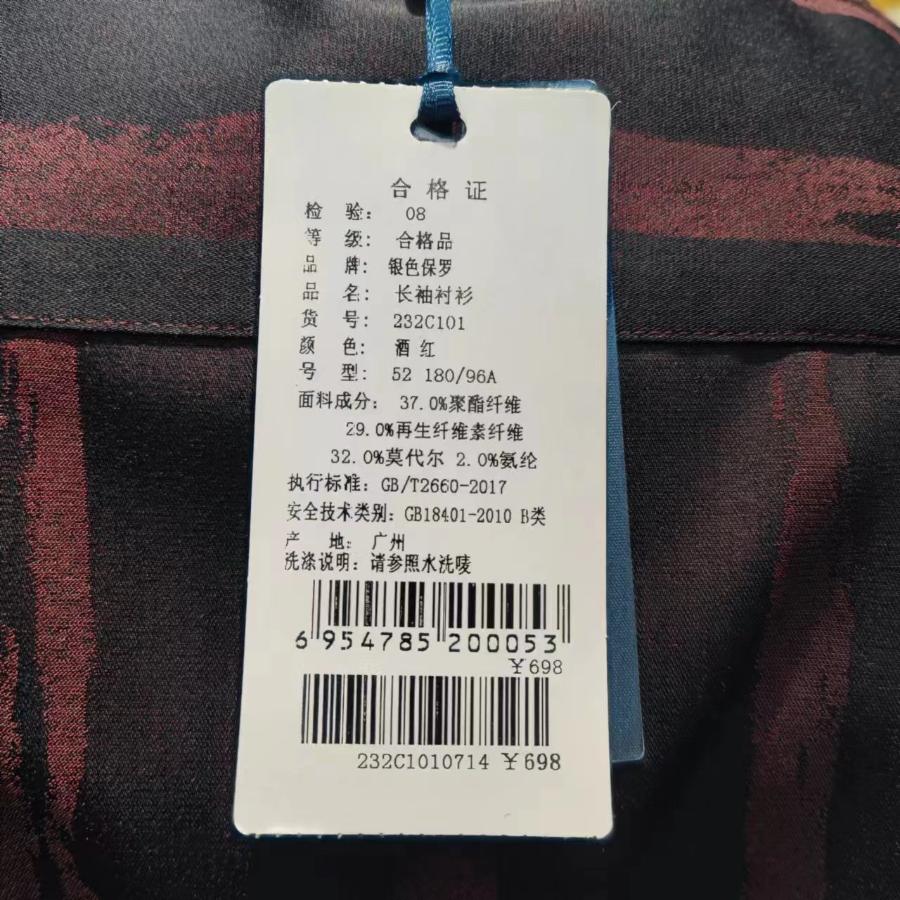 合格证
检 验： 08
等 级： 合格品
品 牌： 银色保罗
品 名： 长袖衬衫
货 号： 232C101
颜 色： 酒红
号 型： 52 180/96A
面料成分： 37.0%聚酯纤维
29.0%再生纤维素纤维
32.0%莫代尔 2.0%氨纶
执行标准：GB/T2660-2017
安全技术类别：GB18401-2010 B类
产 地： 广州
洗涤说明：请参照水洗唛
6 954785 200053
￥698
232C1010714 ￥698